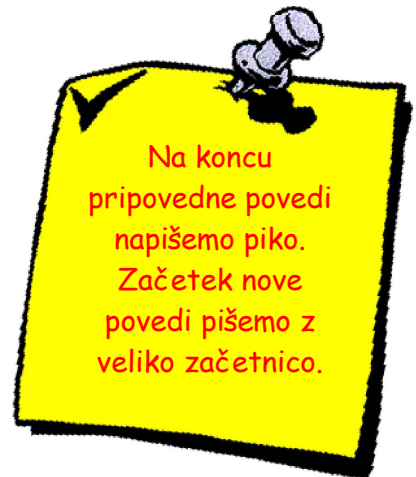 Na koncu
pripovedne povedi
napišemo piko.
Začetek nove
povedi pišemo z
veliko začetnico.